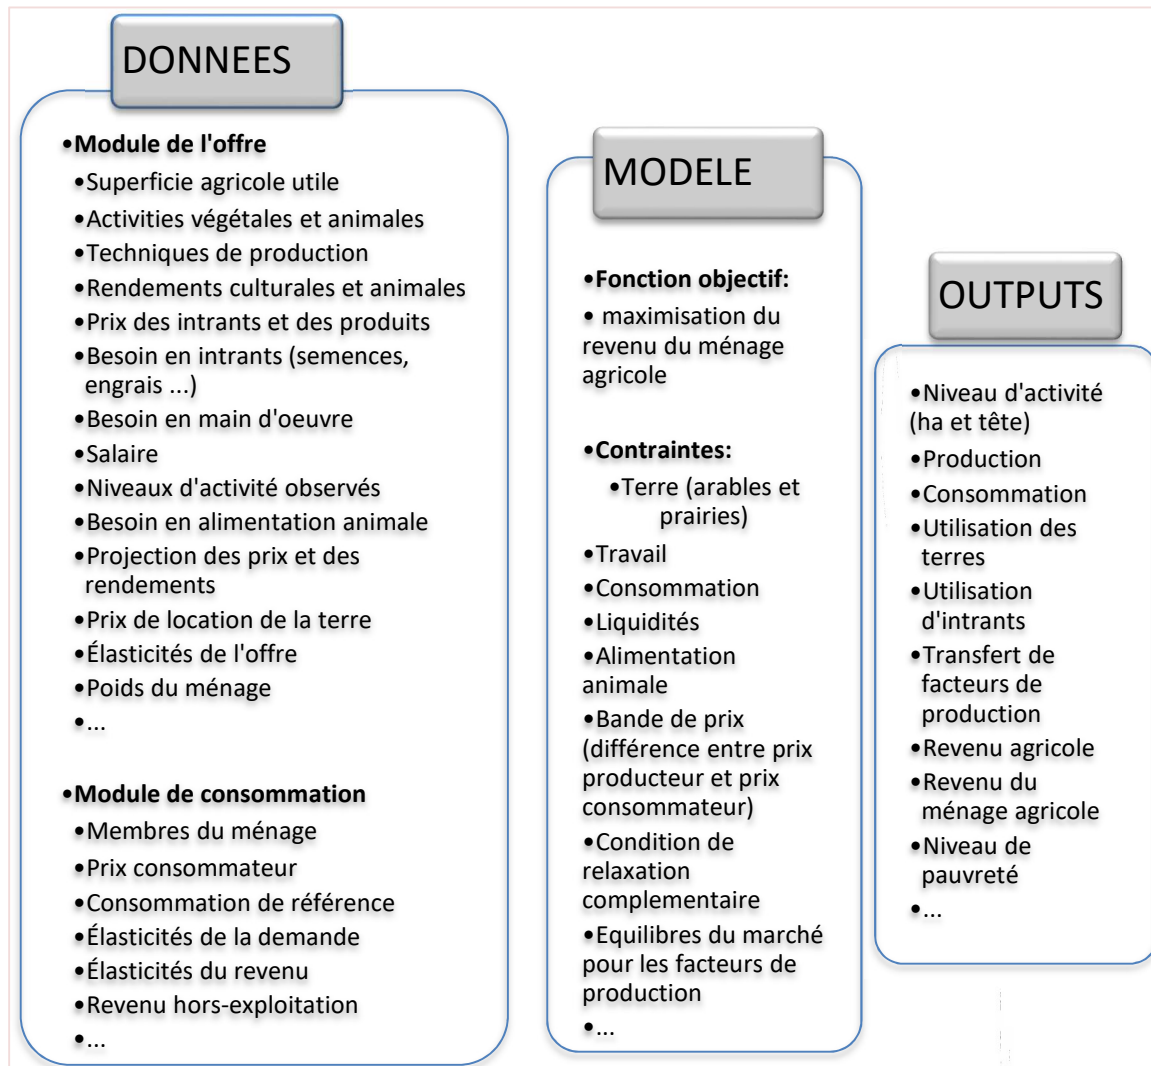 DONNEES
•Module de l'offre
•Superficie agricole utile
•Activities végétales et animales
•Techniques de production
•Rendements culturales et animales
•Prix des intrants et des produits
•Besoin en intrants (semences,
engrais ...)
•Besoin en main d'oeuvre
•Salaire
•Niveaux d'activité observés
•Besoin en alimentation animale
•Projection des prix et des
rendements
•Prix de location de la terre
•Élasticités de l'offre
•Poids du ménage
•...
•Module de consommation
•Membres du ménage
•Prix consommateur
•Consommation de référence
•Élasticités de la demande
•Élasticités du revenu
•Revenu hors-exploitation
•...
MODELE
•Fonction objectif:
• maximisation du
revenu du ménage
agricole
•Contraintes:
•Terre (arables et
prairies)
•Travail
•Consommation
•Liquidités
•Alimentation
animale
•Bande de prix
(différence entre prix
producteur et prix
consommateur)
•Condition de
relaxation
complementaire
•Equilibres du marché
pour les facteurs de
production
•...
OUTPUTS
•Niveau d'activité
(ha et tête)
•Production
•Consommation
•Utilisation des
terres
•Utilisation
d'intrants
•Transfert de
facteurs de
production
•Revenu agricole
•Revenu du
ménage agricole
•Niveau de
pauvreté
•...